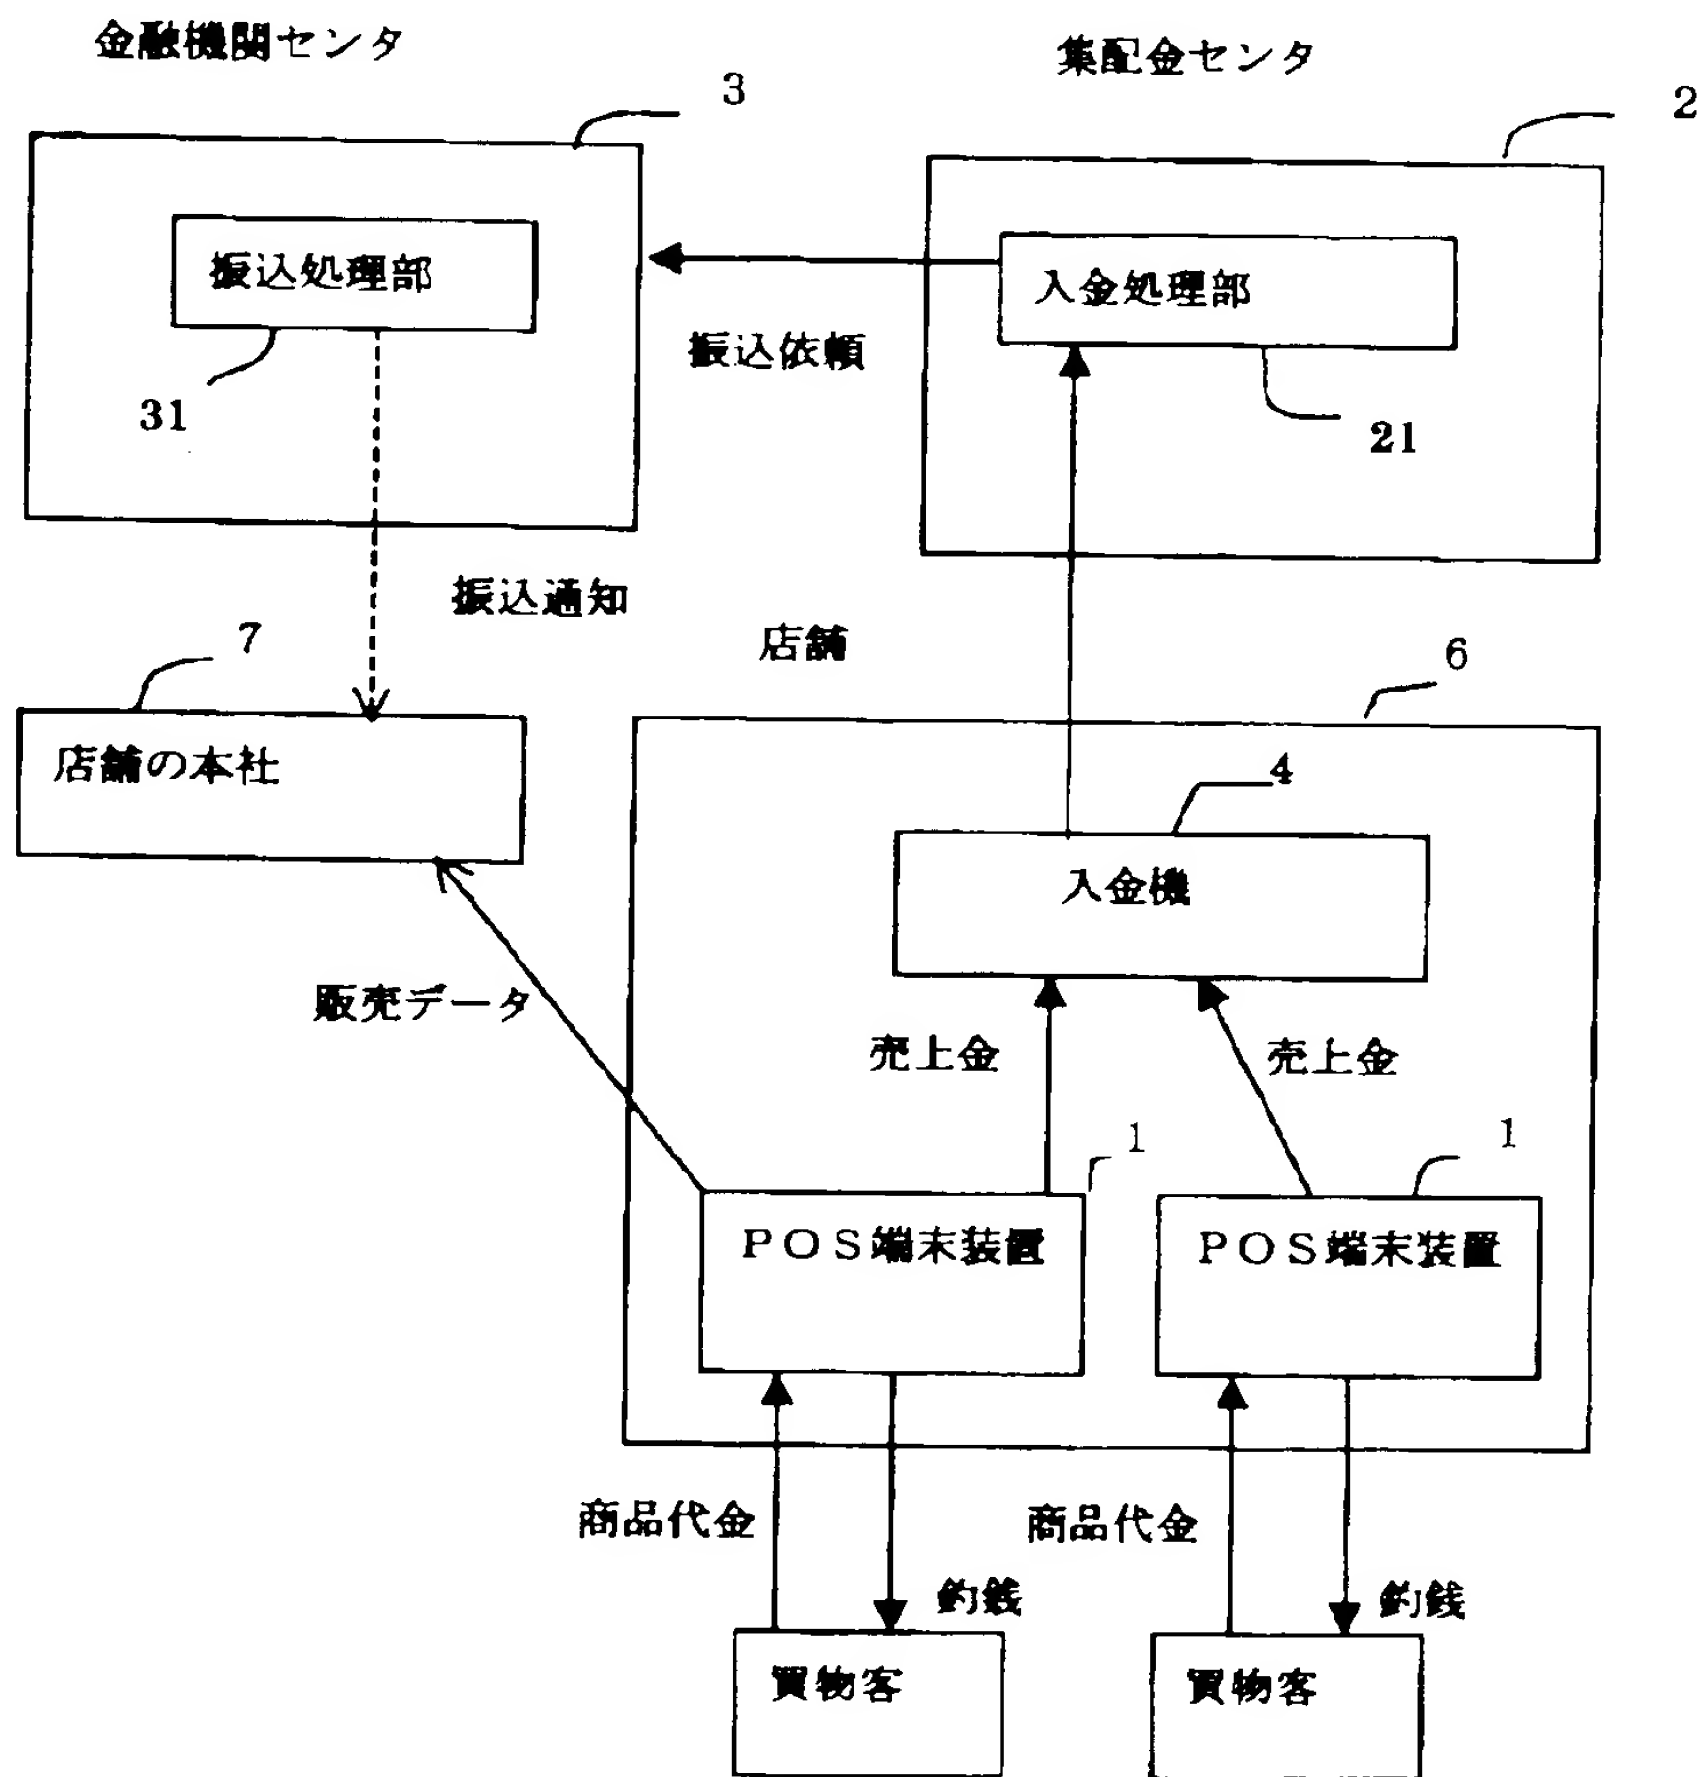 金融機関センタ
集配金センタ
3
2
振込処理部
入金処理部
振込依頼
31
21
振込通知
店舗
7
6
店舗の本社
4
入金機
販売データ
売上金
売上金
1
1
POS端末装置
POS端末装置
商品代金
商品代金
釣銭
釣銭
買物客
買物客